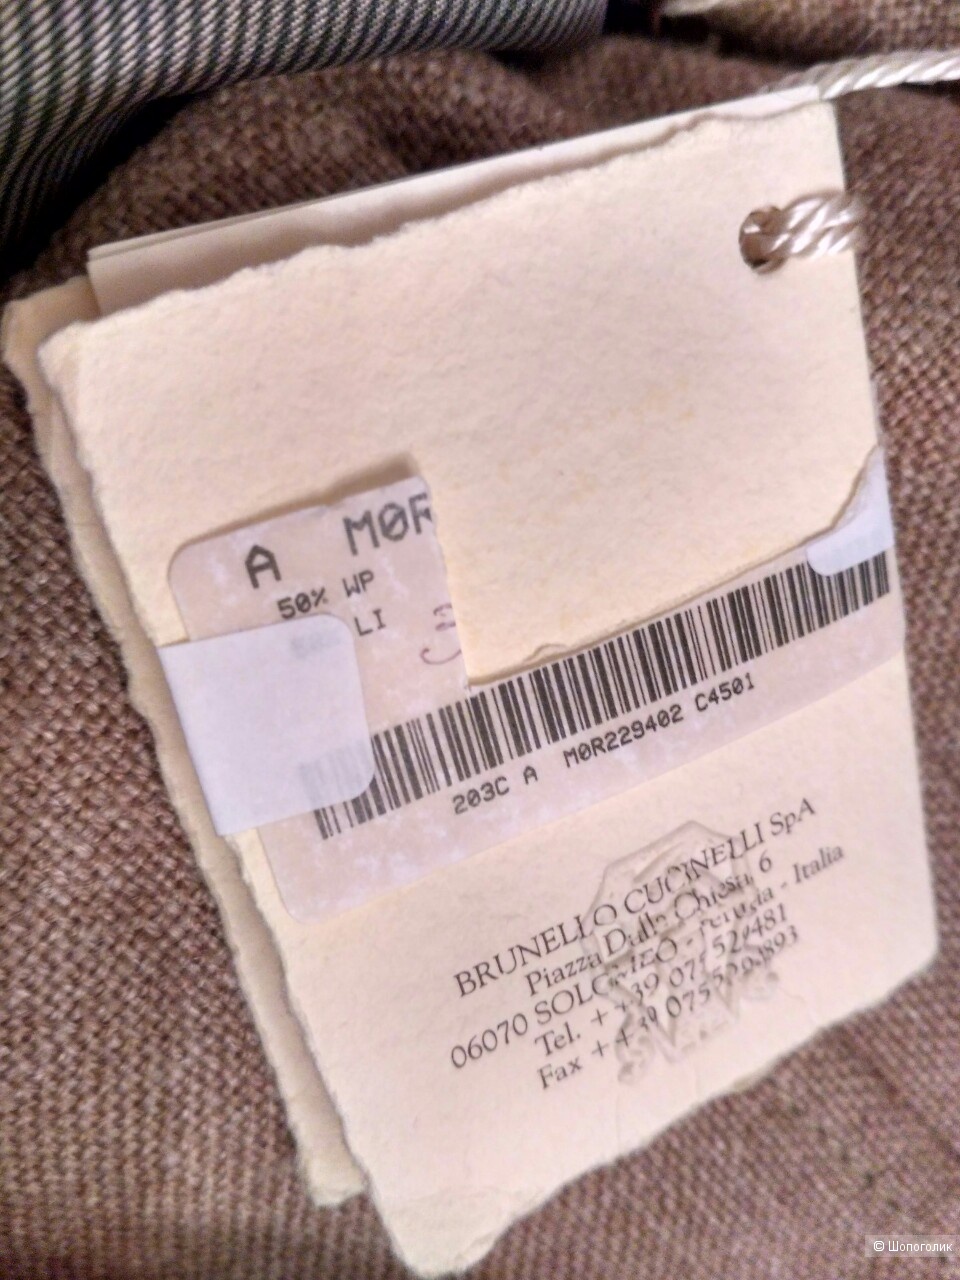 A M0R
50% WP
LI
203C A M0R229402 C4501
BRUNELLO CUCINELLI SpA
Piazza Della Chiesa, 6
06070 SOLOMEO - Perugia - Italia
Tel. +
Fax +
© Шопоголик